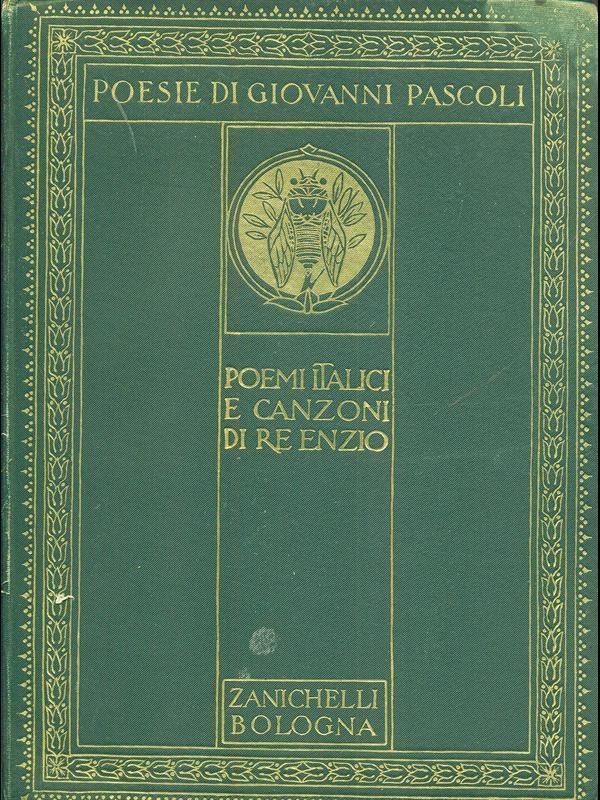 POESIE DI GIOVANNI PASCOLI
POEMI ITALICI
E CANZONI
DI RE ENZIO
ZANICHELLI
BOLOGNA